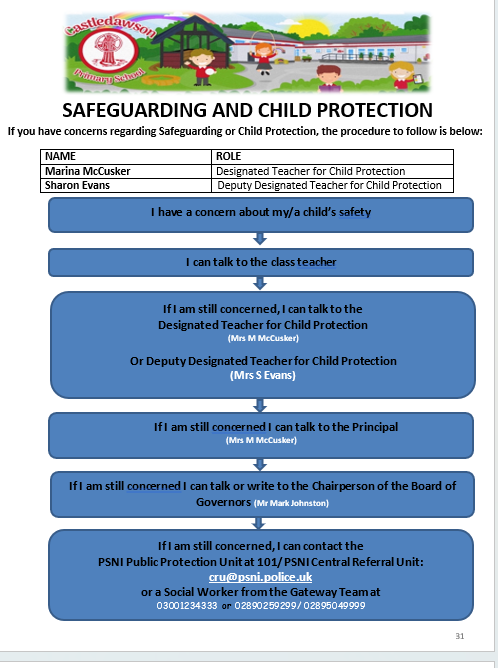 Castledawson
Primary School
SAFEGUARDING AND CHILD PROTECTION
If you have concerns regarding Safeguarding or Child Protection, the procedure to follow is below:
NAME ROLE
Marina McCusker Designated Teacher for Child Protection
Sharon Evans Deputy Designated Teacher for Child Protection
I have a concern about my/a child's safety
I can talk to the class teacher
If I am still concerned, I can talk to the
Designated Teacher for Child Protection
(Mrs M McCusker)
Or Deputy Designated Teacher for Child Protection
(Mrs S Evans)
If I am still concerned I can talk to the Principal
(Mrs M McCusker)
If I am still concerned I can talk or write to the Chairperson of the Board of
Governors (Mr Mark Johnston)
If I am still concerned, I can contact the
PSNI Public Protection Unit at 101/ PSNI Central Referral Unit:
cru@psni.police.uk
or a Social Worker from the Gateway Team at
03001234333 or 02890259299/ 02895049999
31